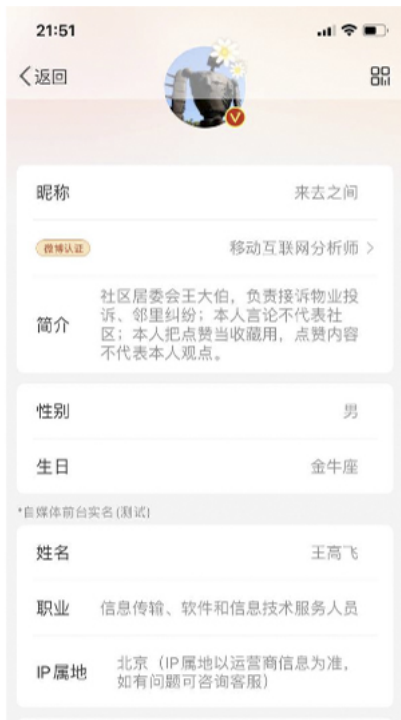 21:51
返回
昵称
来去之间
微博认证
移动互联网分析师
简介
社区居委会王大伯，负责接诉物业投
诉、邻里纠纷；本人言论不代表社
区；本人把点赞当收藏用，点赞内容
不代表本人观点。
性别
男
生日
金牛座
*自媒体前台实名(测试)
姓名
王高飞
职业
信息传输、软件和信息技术服务人员
IP属地
北京（IP属地以运营商信息为准，
如有问题可咨询客服）